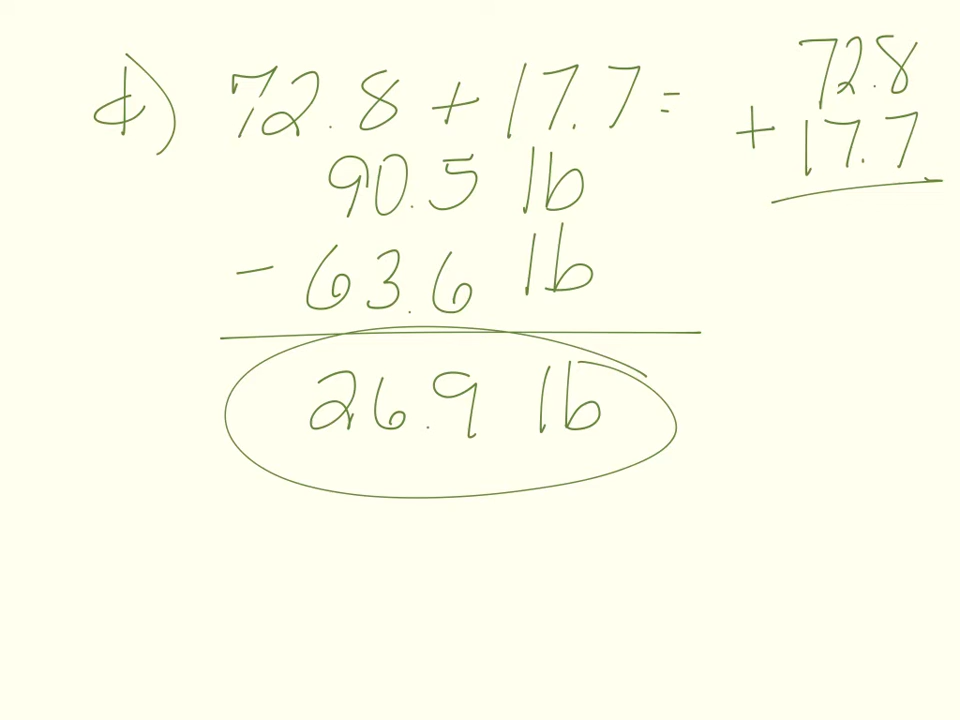 d) 72.8 + 17.7 =
90.5 lb
- 63.6 lb
26.9 lb
72.8
+ 17.7